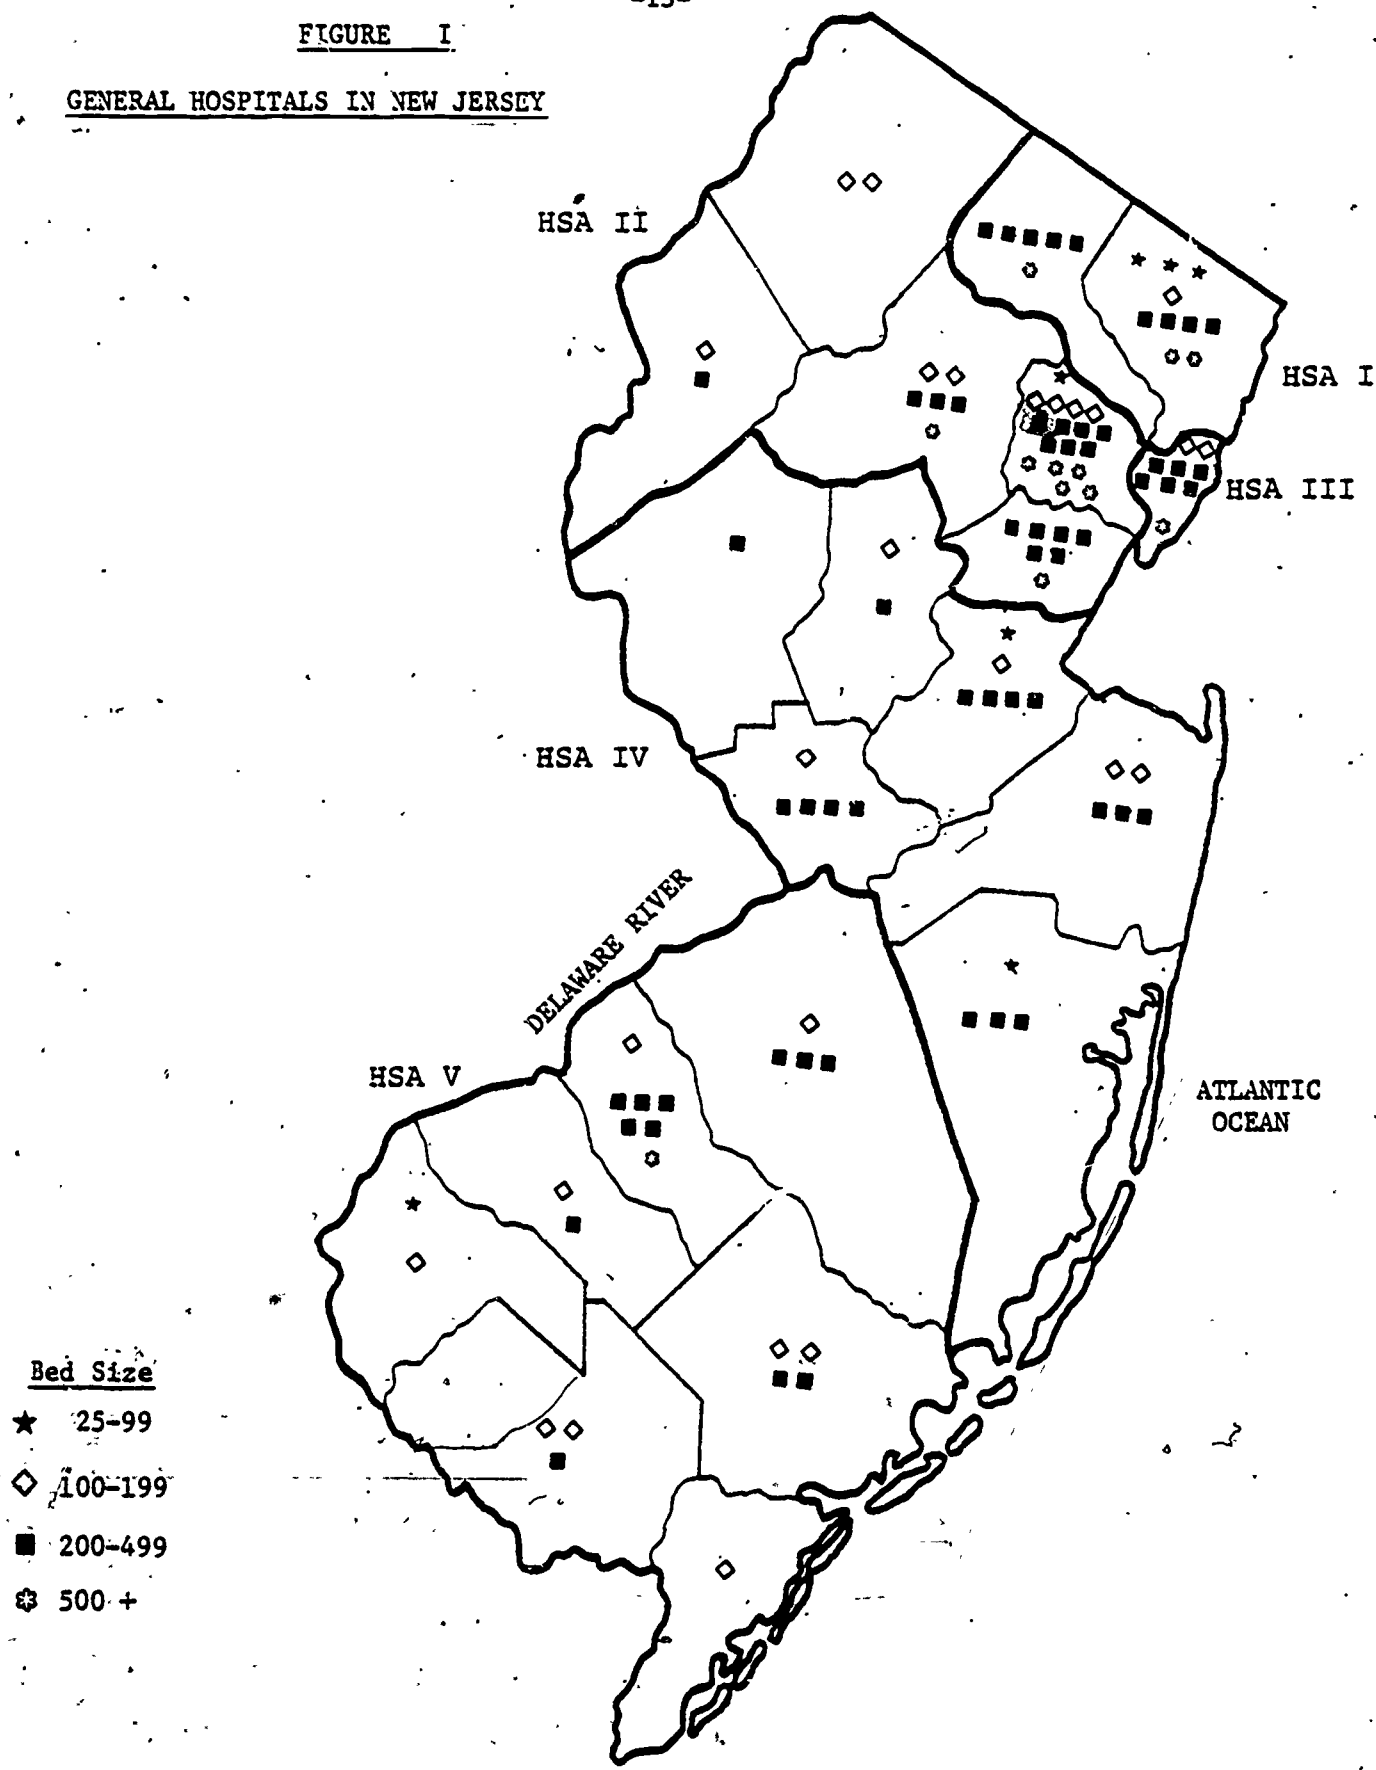 -15-
FIGURE I
GENERAL HOSPITALS IN NEW JERSEY
HSA II
HSA I
HSA III
HSA IV
DELAWARE RIVER
HSA V
ATLANTIC
OCEAN
Bed Size
25-99
100-199
200-499
500 +